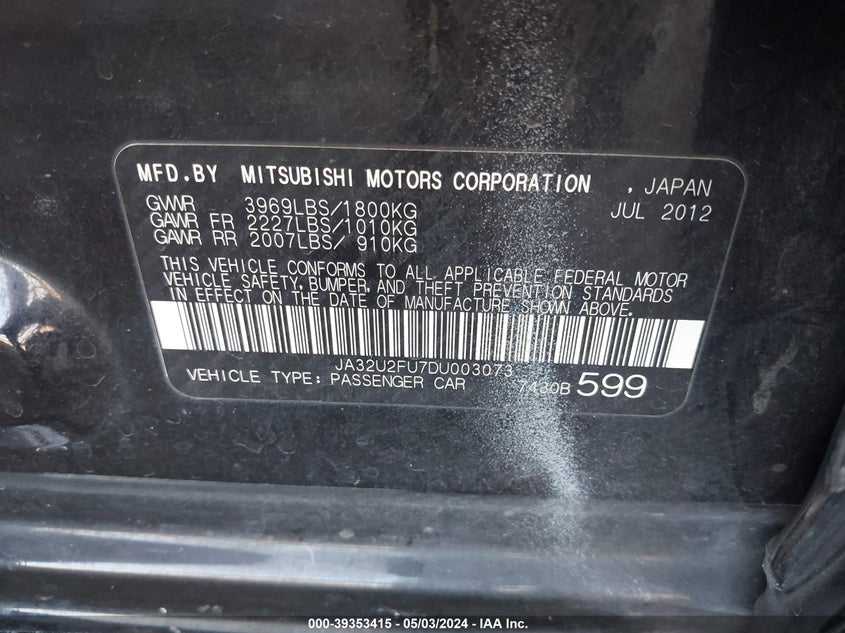 MFD.BY MITSUBISHI MOTORS CORPORATION , JAPAN
GVWR 3969LBS/1800KG JUL 2012
GAWR FR 2227LBS/1010KG
GAWR RR 2007LBS/ 910KG
THIS VEHICLE CONFORMS TO ALL APPLICABLE FEDERAL MOTOR
VEHICLE SAFETY, BUMPER, AND THEFT PREVENTION STANDARDS
IN EFFECT ON THE DATE OF MANUFACTURE SHOWN ABOVE.
JA32U2FU7DU003073
VEHICLE TYPE: PASSENGER CAR 7430B 599
000-39353415 - 05/03/2024 - IAA Inc.